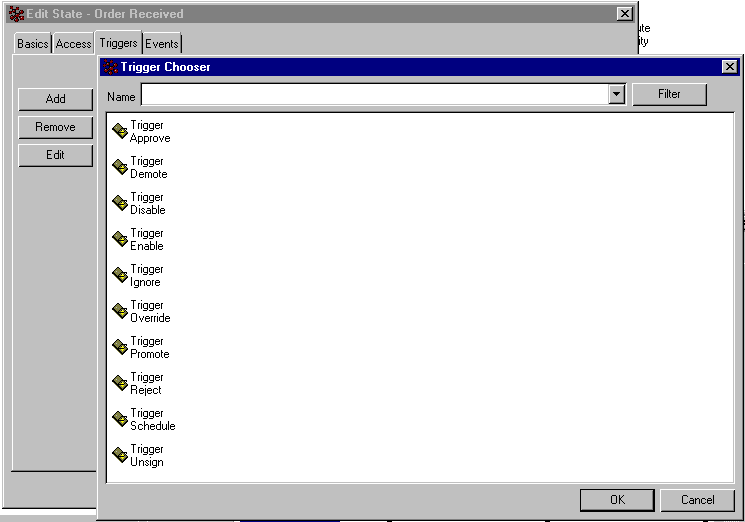 Edit State - Order Received
ute
ity
Basics Access Triggers Events
Trigger Chooser
Add
Remove
Edit
Name
Filter
Trigger
Approve
Trigger
Demote
Trigger
Disable
Trigger
Enable
Trigger
Ignore
Trigger
Override
Trigger
Promote
Trigger
Reject
Trigger
Schedule
Trigger
Unsign
OK Cancel